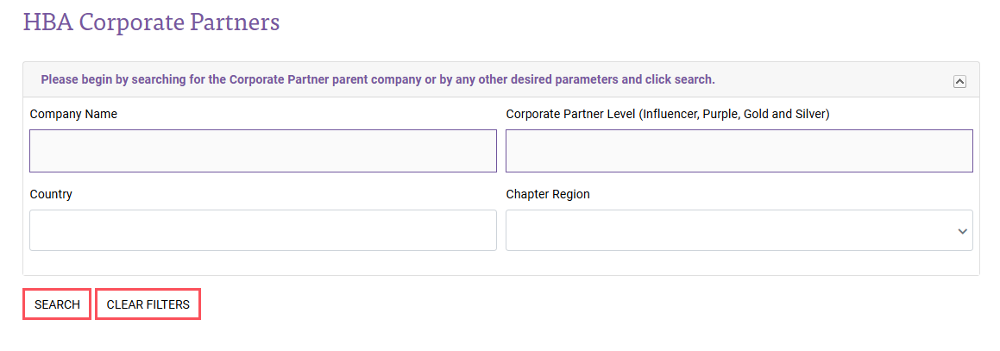 HBA Corporate Partners
Please begin by searching for the Corporate Partner parent company or by any other desired parameters and click search.
Company Name
Corporate Partner Level (Influencer, Purple, Gold and Silver)
Country
Chapter Region
SEARCH
CLEAR FILTERS